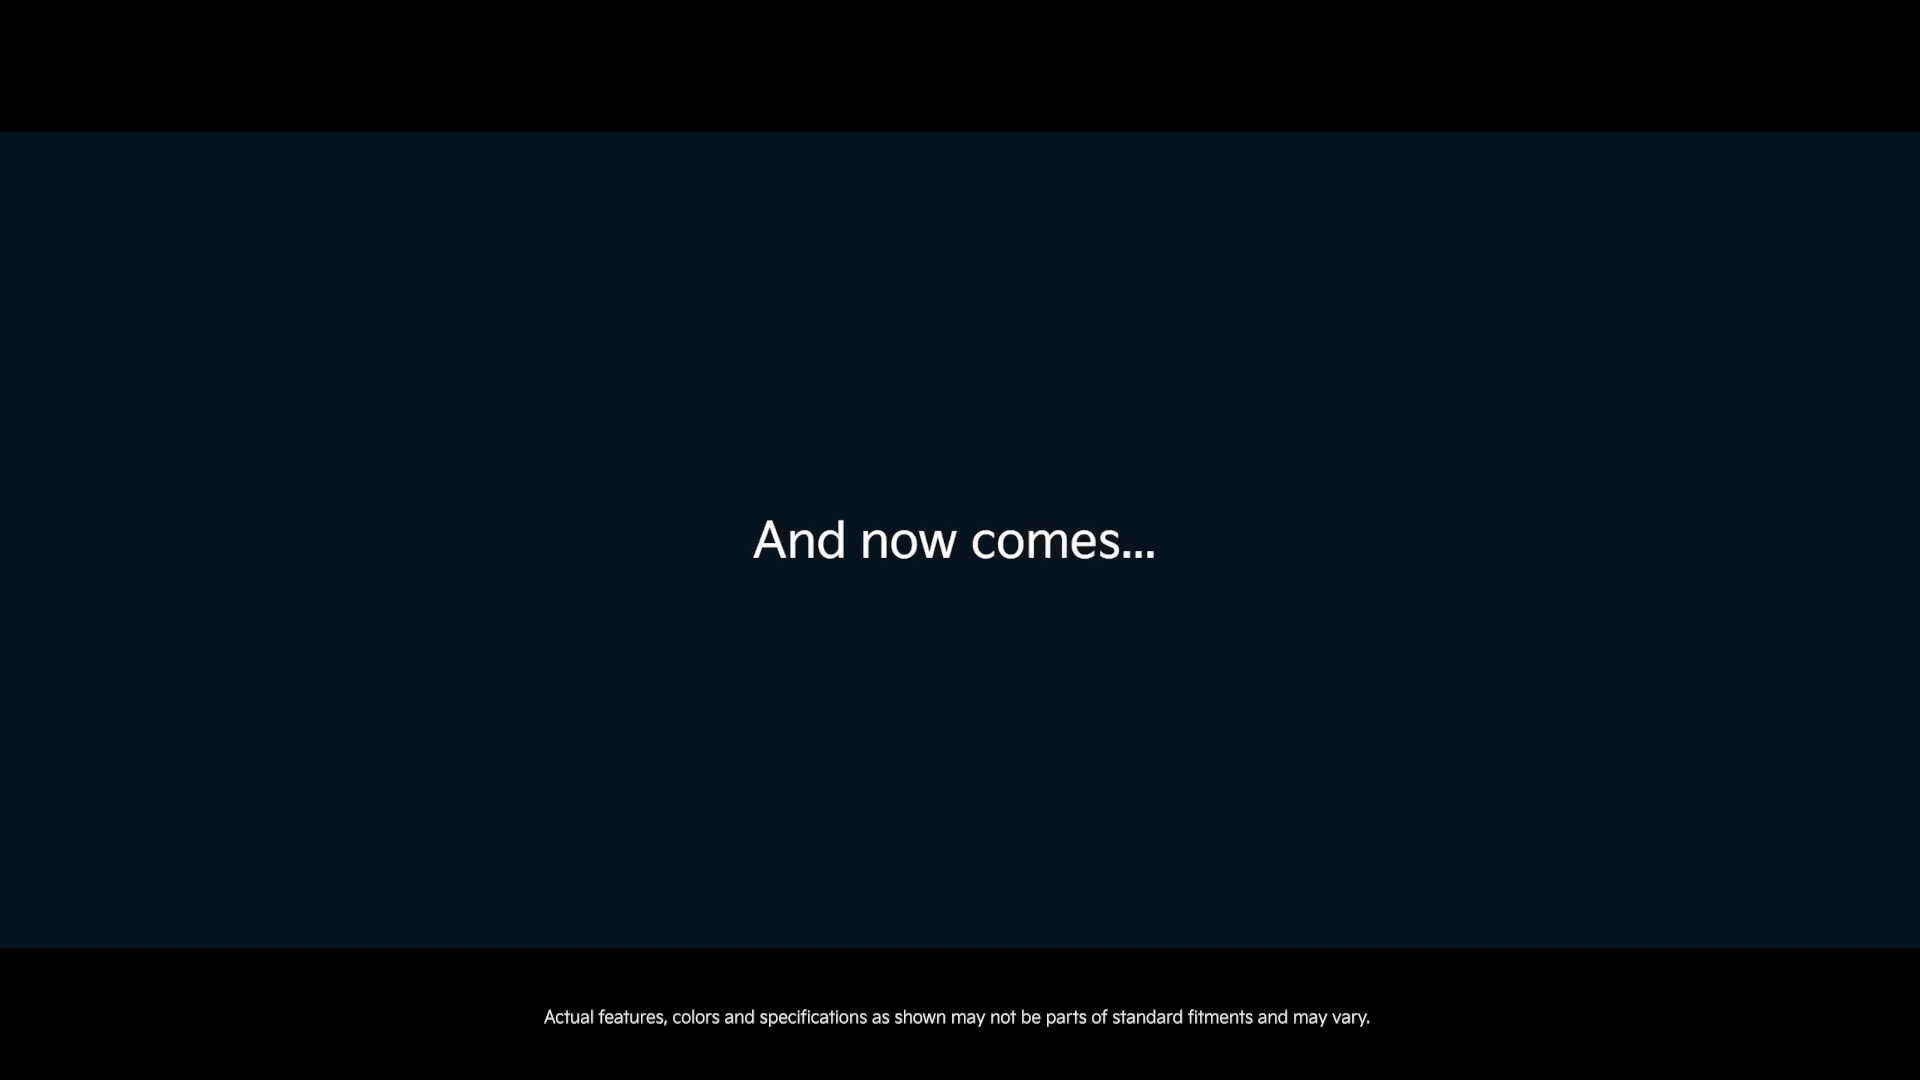 And now comes...
Actual features, colors and specifications as shown may not be parts of standard fitments and may vary.